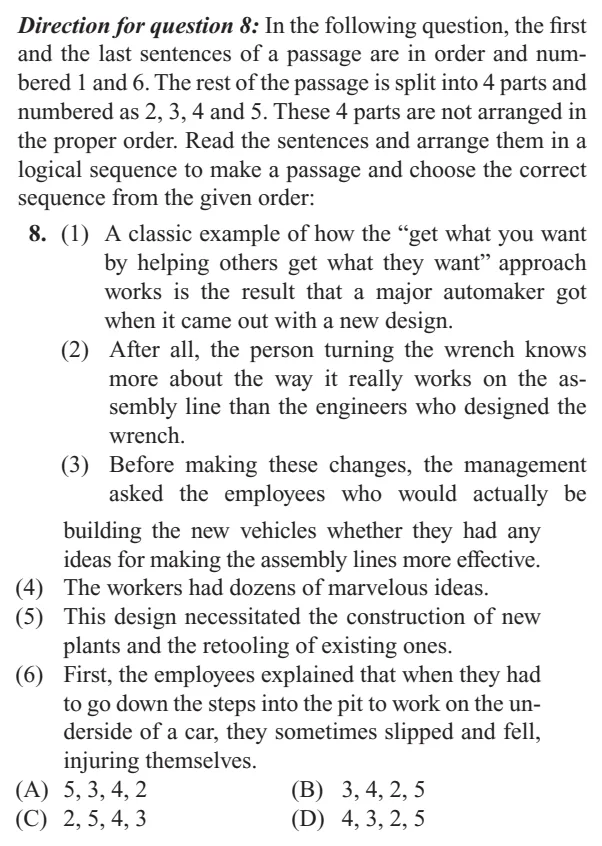 Direction for question 8: In the following question, the first
and the last sentences of a passage are in order and num-
bered 1 and 6. The rest of the passage is split into 4 parts and
numbered as 2, 3, 4 and 5. These 4 parts are not arranged in
the proper order. Read the sentences and arrange them in a
logical sequence to make a passage and choose the correct
sequence from the given order:
8. (1) A classic example of how the “get what you want
by helping others get what they want” approach
works is the result that a major automaker got
when it came out with a new design.
(2) After all, the person turning the wrench knows
more about the way it really works on the as-
sembly line than the engineers who designed the
wrench.
(3) Before making these changes, the management
asked the employees who would actually be
building the new vehicles whether they had any
ideas for making the assembly lines more effective.
(4) The workers had dozens of marvelous ideas.
(5) This design necessitated the construction of new
plants and the retooling of existing ones.
(6) First, the employees explained that when they had
to go down the steps into the pit to work on the un-
derside of a car, they sometimes slipped and fell,
injuring themselves.
(A) 5, 3, 4, 2 (B) 3, 4, 2, 5
(C) 2, 5, 4, 3 (D) 4, 3, 2, 5